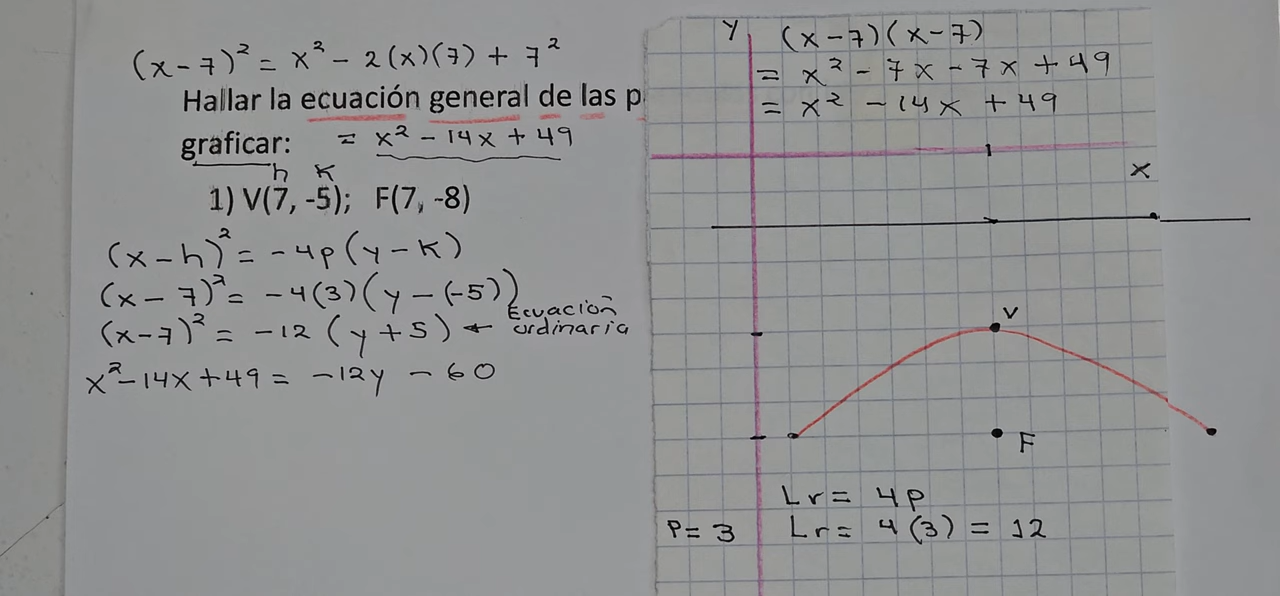 (x-7)² = x² - 2(x)(7) + 7²
Hallar la ecuación general de las p
graficar: = x² - 14x + 49
h K
1) V(7, -5); F(7, -8)
(x-h)² = -4p(y-K)
(x-7)² = -4(3)(y-(-5))
(x-7)² = -12 (y+5) ← Ecuación ordinaria
x²-14x+49 = -12y - 60
y
(x-7)(x-7)
= x² - 7x - 7x + 49
= x² - 14x + 49
x
V
F
Lr = 4p
P = 3 Lr = 4(3) = 12